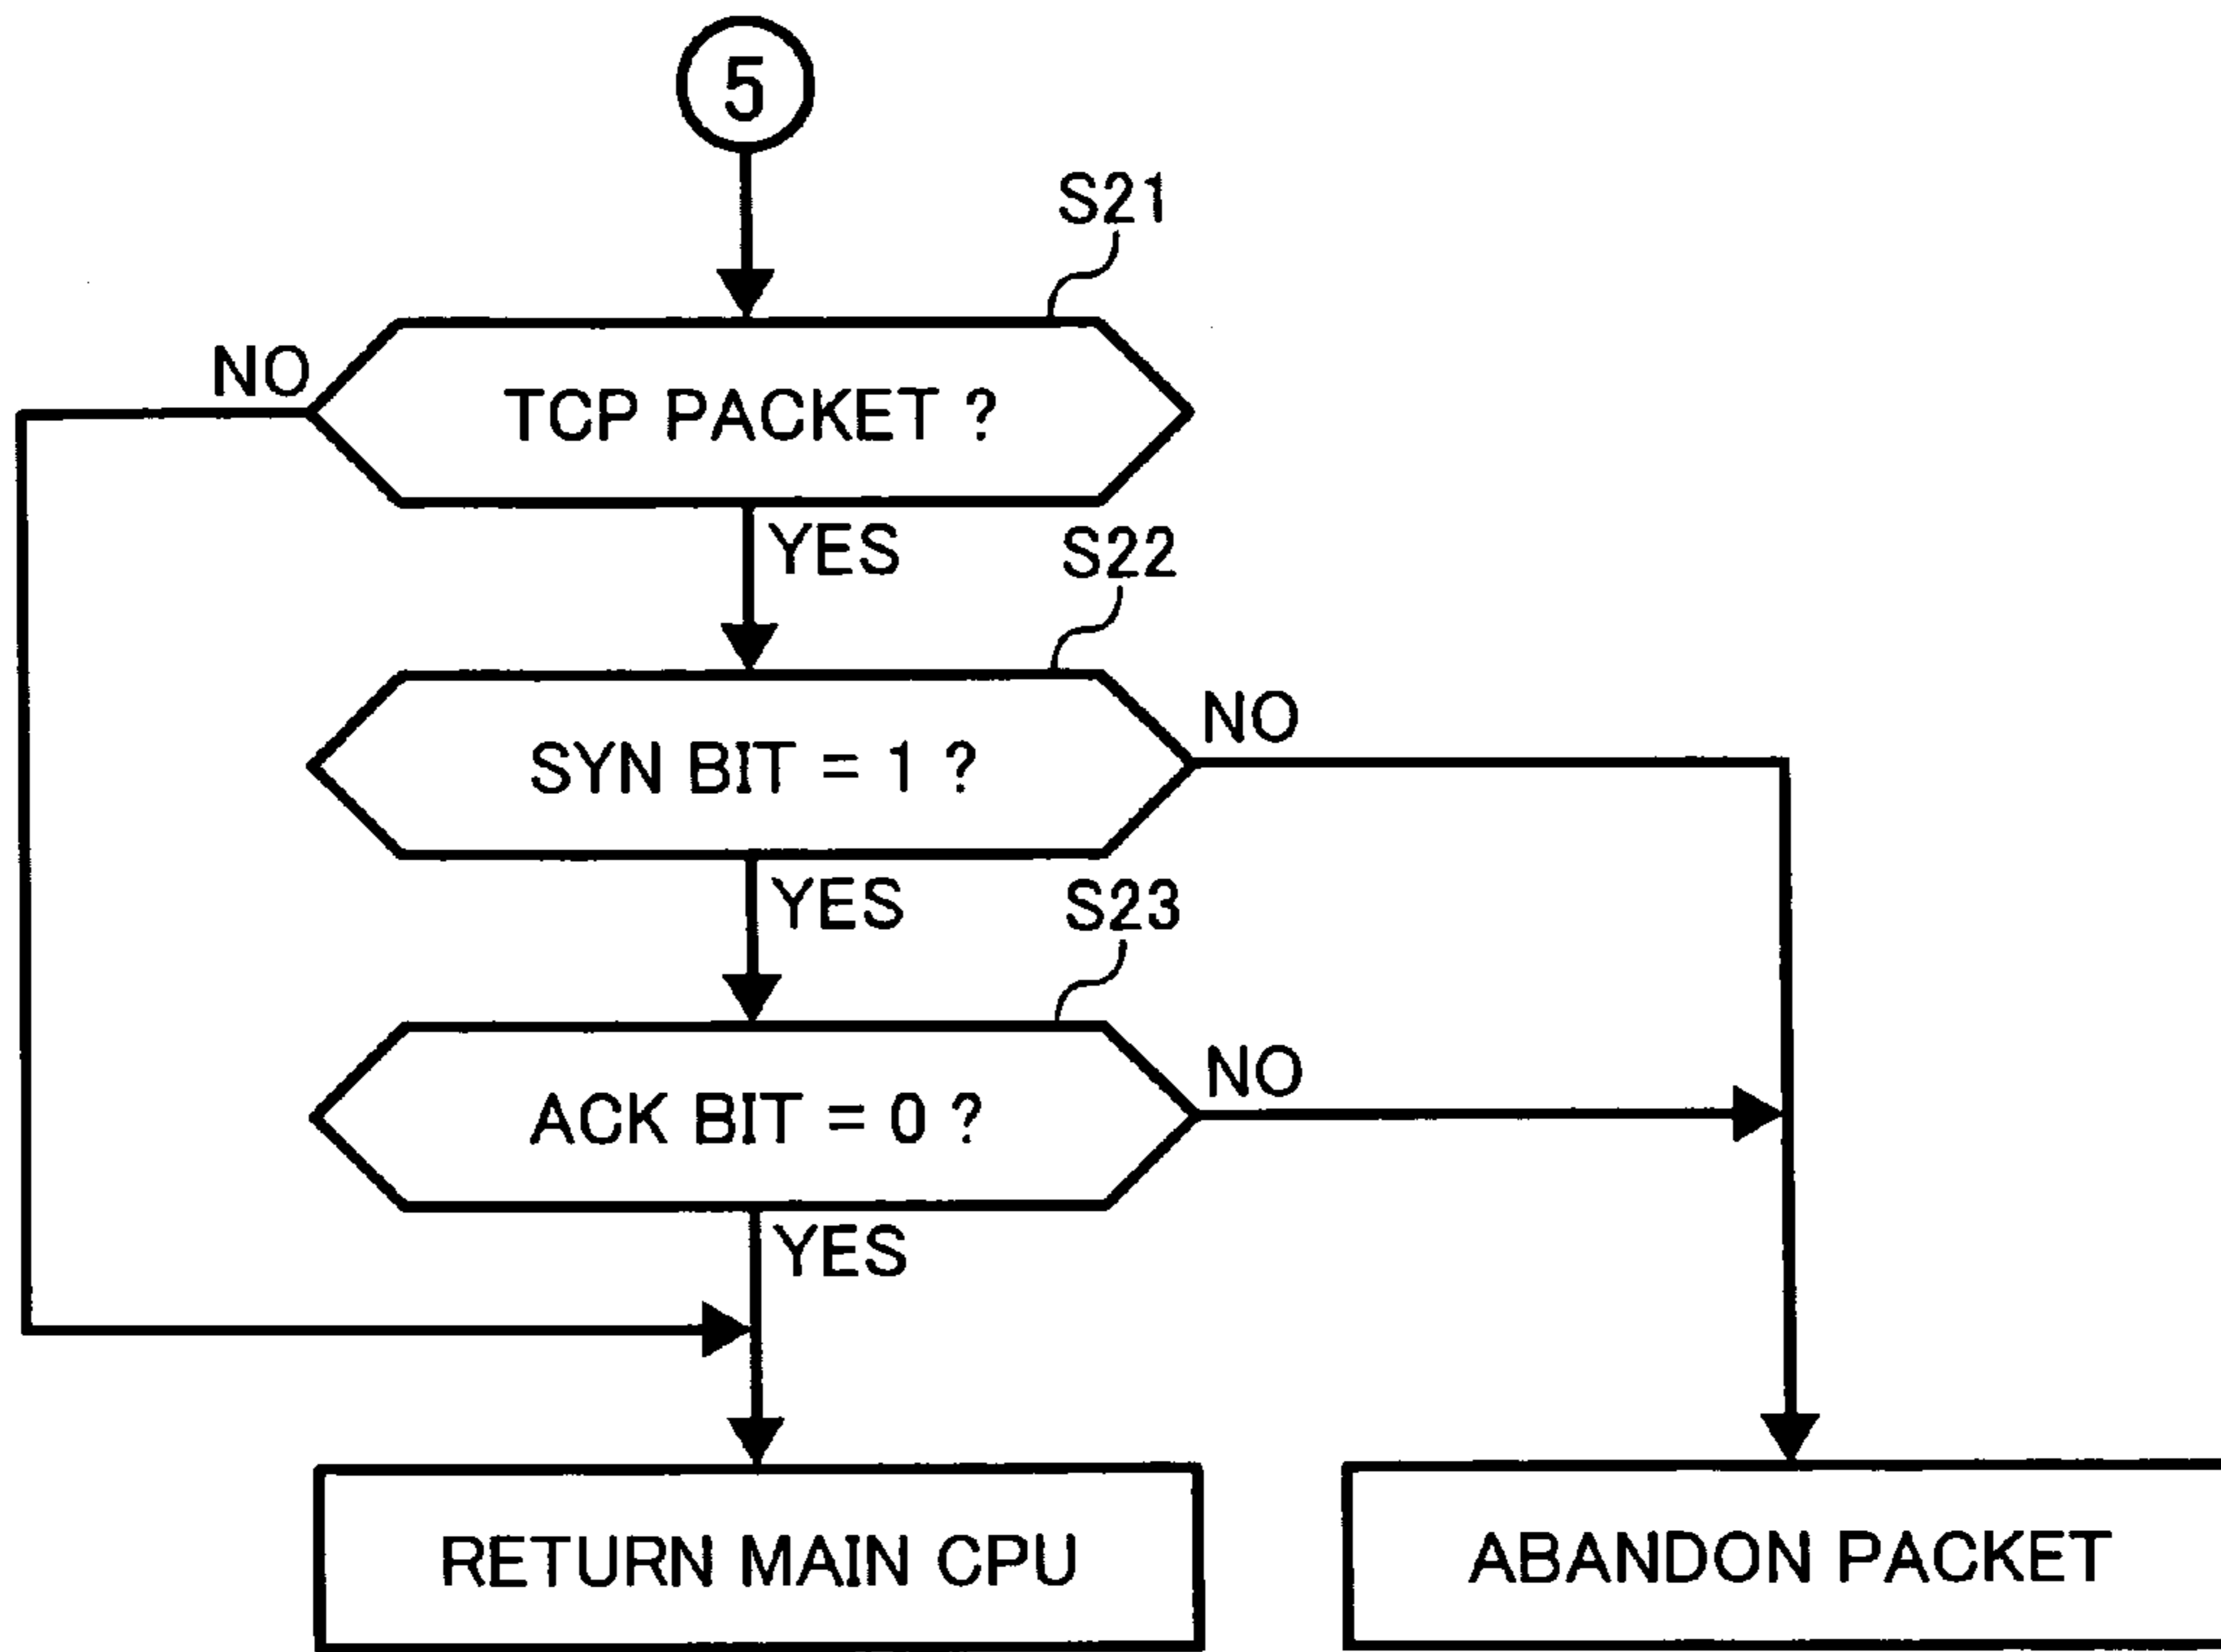 5
S21
NO
TCP PACKET ?
YES
S22
NO
SYN BIT = 1 ?
YES
S23
NO
ACK BIT = 0 ?
YES
RETURN MAIN CPU
ABANDON PACKET